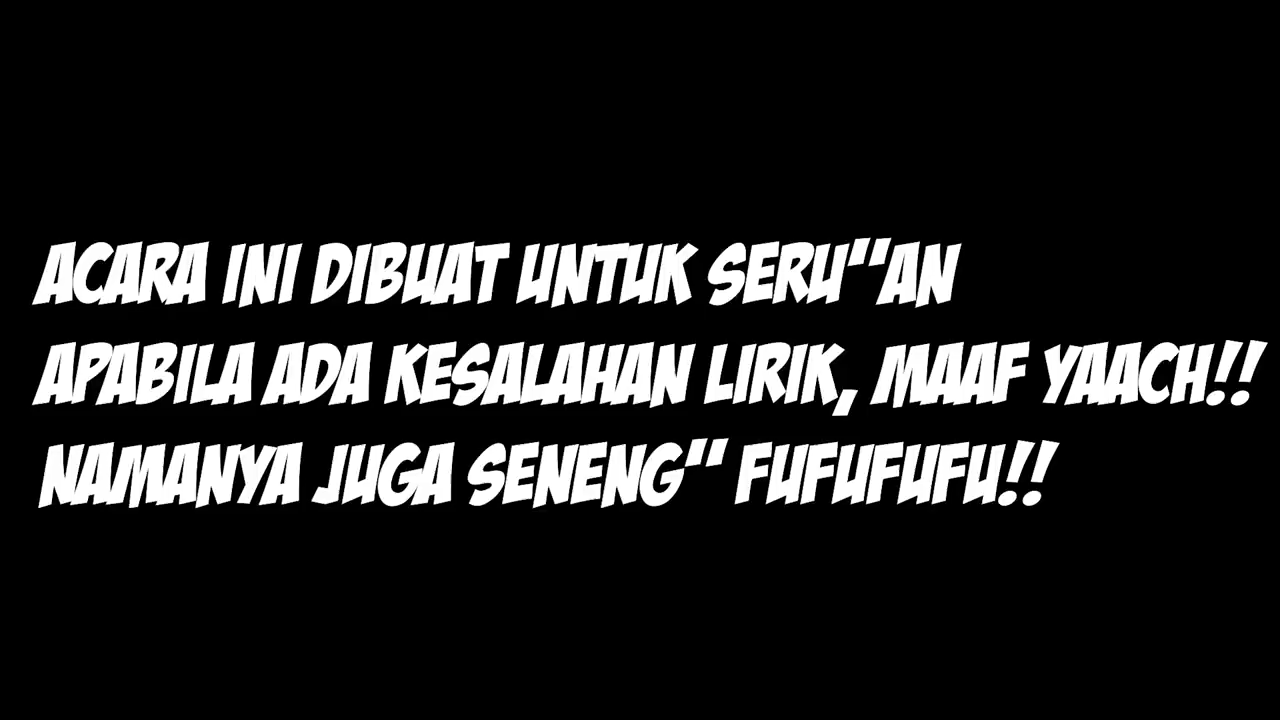 ACARA INI DIBUAT UNTUK SERU"AN
APABILA ADA KESALAHAN LIRIK, MAAF YAACH!!
NAMANYA JUGA SENENG" FUFUFUFU!!